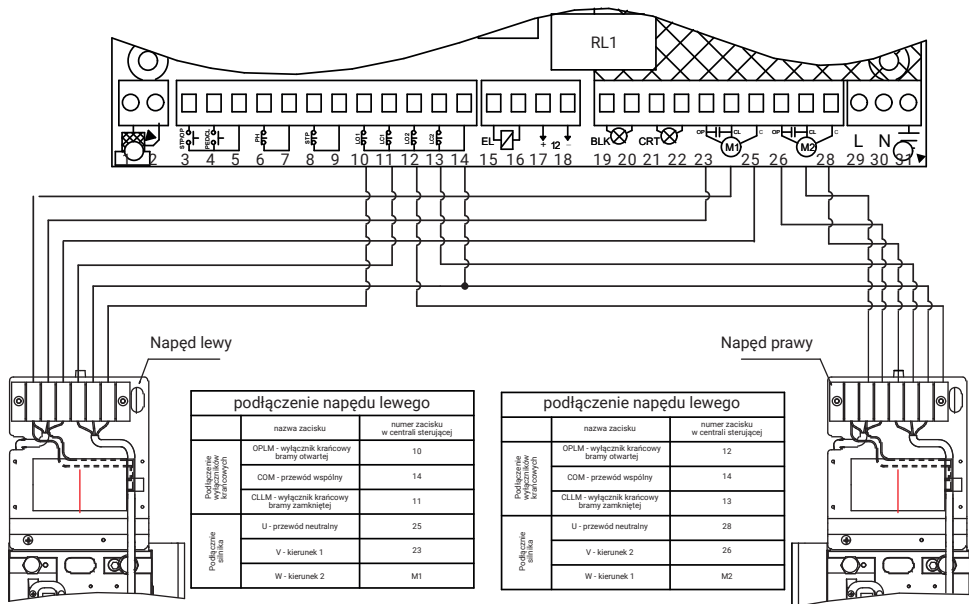 RL1
STP/OP
PED/CL
PH
STP
LO1
LC1
LO2
LC2
EL
+ 12 −
BLK
CRT
OP
CL
C
M1
OP
CL
C
M2
L
N
2 3 4 5 6 7 8 9 10 11 12 13 14 15 16 17 18 19 20 21 22 23 25 26 28 29 30 31
Napęd lewy
Napęd prawy
podłączenie napędu lewego
nazwa zacisku
numer zacisku
w centrali sterującej
Podłączenie
wyłączników
krańcowych
OPLM - wyłącznik krańcowy
bramy otwartej
10
COM - przewód wspólny
14
CLLM - wyłącznik krańcowy
bramy zamkniętej
11
Podłącznie
silnika
U - przewód neutralny
25
V - kierunek 1
23
W - kierunek 2
M1
podłączenie napędu lewego
nazwa zacisku
numer zacisku
w centrali sterującej
Podłączenie
wyłączników
krańcowych
OPLM - wyłącznik krańcowy
bramy otwartej
12
COM - przewód wspólny
14
CLLM - wyłącznik krańcowy
bramy zamkniętej
13
Podłącznie
silnika
U - przewód neutralny
28
V - kierunek 2
26
W - kierunek 1
M2